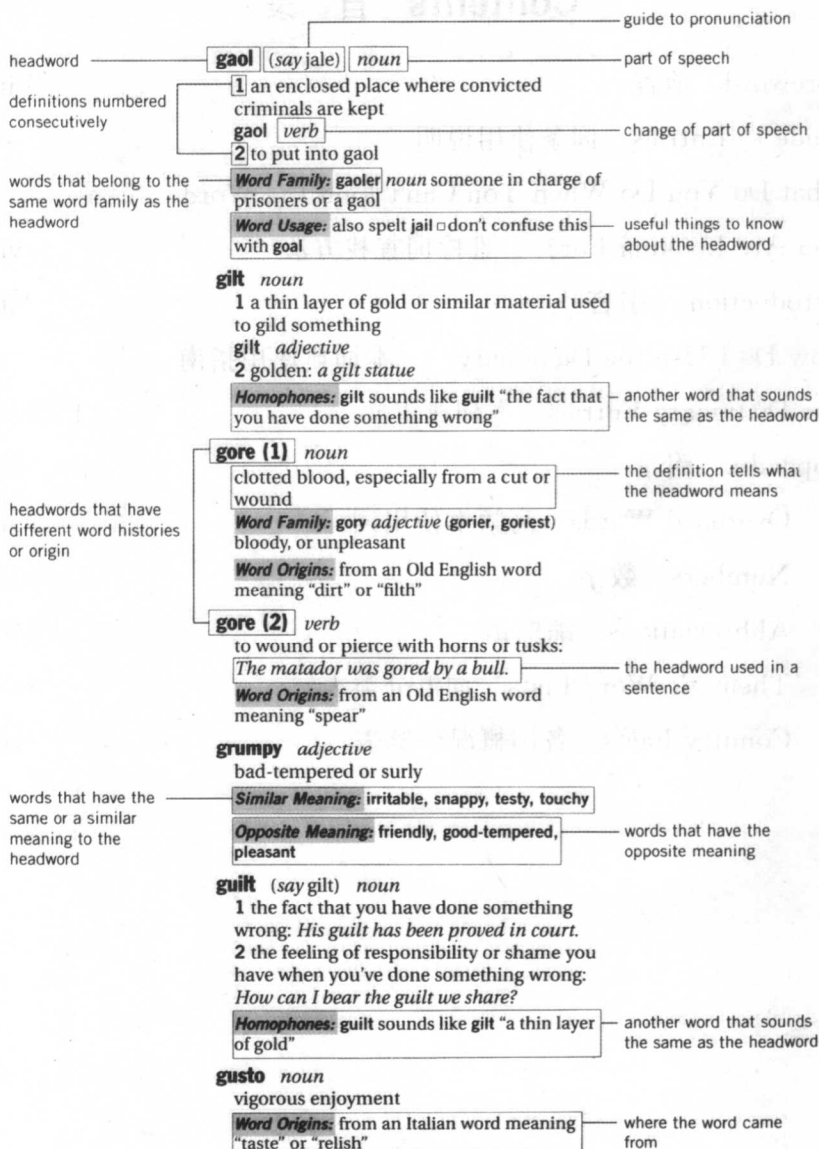 guide to pronunciation
headword
gaol (say jale) noun
part of speech
definitions numbered
consecutively
1 an enclosed place where convicted
criminals are kept
gaol verb
change of part of speech
2 to put into gaol
words that belong to the
same word family as the
headword
Word Family: gaoler noun someone in charge of
prisoners or a gaol
Word Usage: also spelt jail □ don't confuse this
with goal
useful things to know
about the headword
gilt noun
1 a thin layer of gold or similar material used
to gild something
gilt adjective
2 golden: a gilt statue
Homophones: gilt sounds like guilt "the fact that
you have done something wrong"
another word that sounds
the same as the headword
headwords that have
different word histories
or origin
gore (1) noun
clotted blood, especially from a cut or
wound
the definition tells what
the headword means
Word Family: gory adjective (gorier, goriest)
bloody, or unpleasant
Word Origins: from an Old English word
meaning "dirt" or "filth"
gore (2) verb
to wound or pierce with horns or tusks:
The matador was gored by a bull.
the headword used in a
sentence
Word Origins: from an Old English word
meaning "spear"
grumpy adjective
bad-tempered or surly
words that have the
same or a similar
meaning to the
headword
Similar Meaning: irritable, snappy, testy, touchy
Opposite Meaning: friendly, good-tempered,
pleasant
words that have the
opposite meaning
guilt (say gilt) noun
1 the fact that you have done something
wrong: His guilt has been proved in court.
2 the feeling of responsibility or shame you
have when you've done something wrong:
How can I bear the guilt we share?
Homophones: guilt sounds like gilt "a thin layer
of gold"
another word that sounds
the same as the headword
gusto noun
vigorous enjoyment
Word Origins: from an Italian word meaning
"taste" or "relish"
where the word came
from